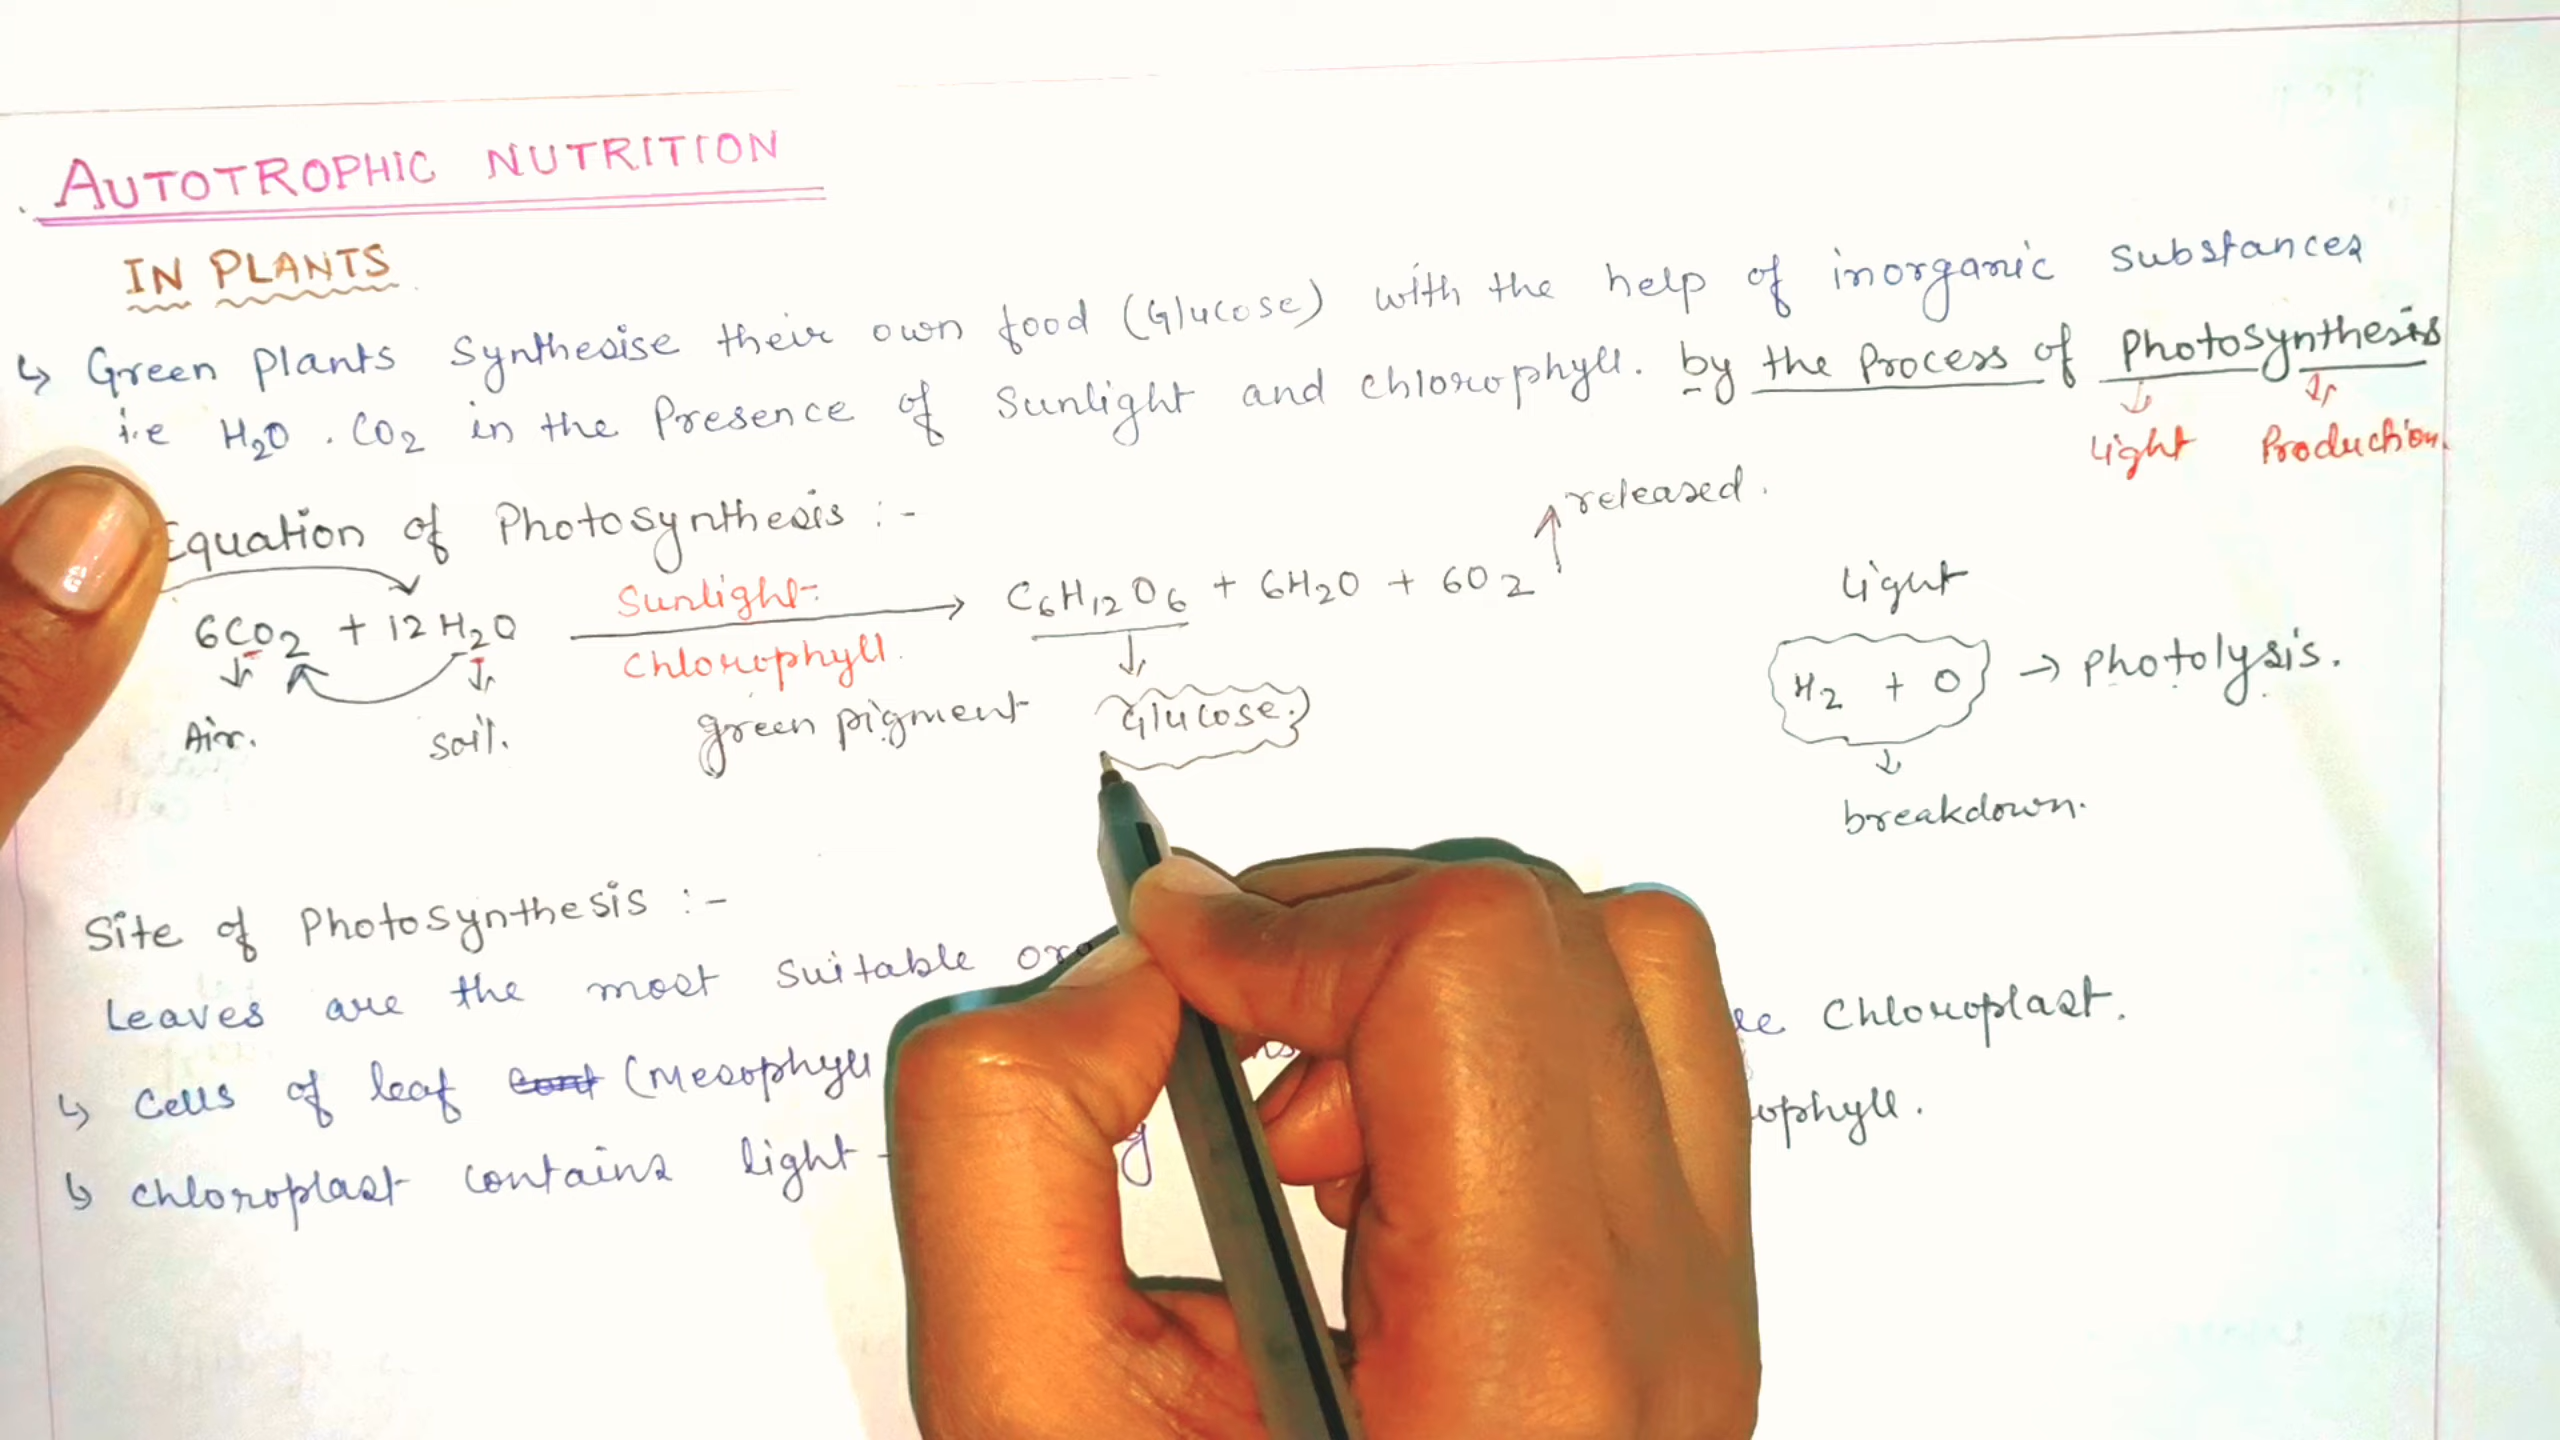 AUTOTROPHIC NUTRITION
IN PLANTS
↳ Green plants synthesise their own food (Glucose) with the help of inorganic substances
i.e H₂O . CO₂ in the Presence of Sunlight and chlorophyll. by the Process of Photosynthesis
Light Production.
Equation of Photosynthesis :-
released.
6CO₂ + 12H₂O Sunlight Chlorophyll. → C₆H₁₂O₆ + 6H₂O + 6O₂ ↑
Air. soil. green pigment Glucose.
Light
H₂ + O → Photolysis.
breakdown.
Site of Photosynthesis :-
Leaves are the most suitable Chloroplast.
↳ Cells of leaf (Mesophyll
↳ Chloroplast contains light -